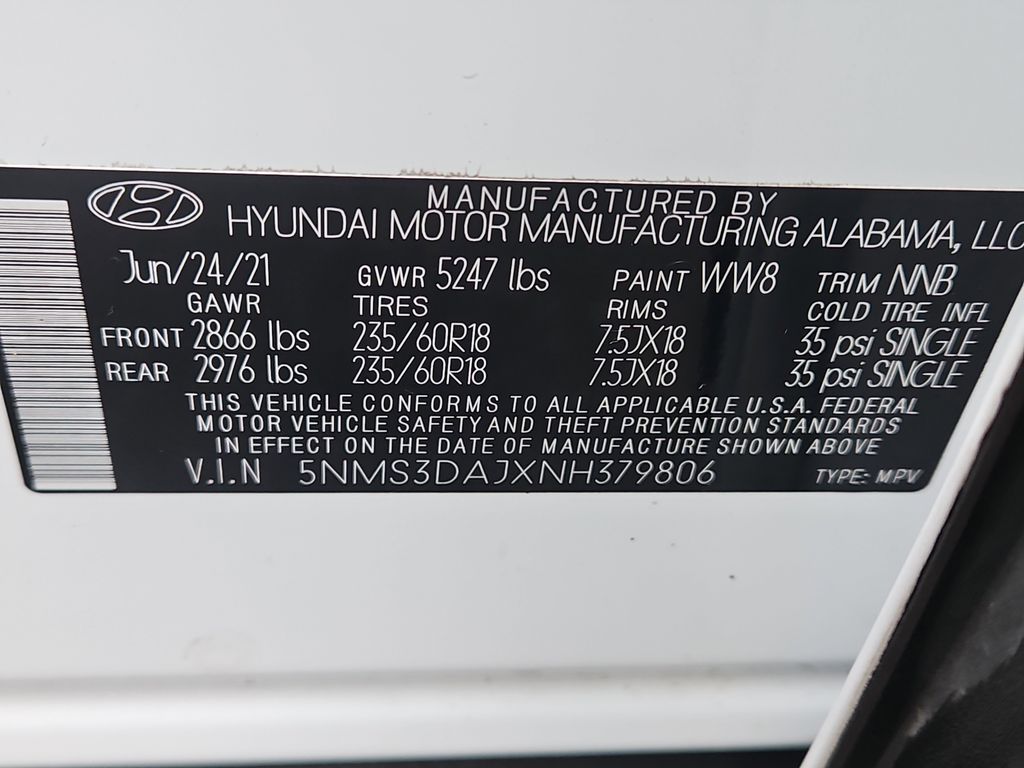 MANUFACTURED BY
HYUNDAI MOTOR MANUFACTURING ALABAMA, LLC
Jun/24/21 GVWR 5247 lbs PAINT WW8 TRIM NNB
GAWR TIRES RIMS COLD TIRE INFL
FRONT 2866 lbs 235/60R18 7.5JX18 35 psi SINGLE
REAR 2976 lbs 235/60R18 7.5JX18 35 psi SINGLE
THIS VEHICLE CONFORMS TO ALL APPLICABLE U.S.A. FEDERAL
MOTOR VEHICLE SAFETY AND THEFT PREVENTION STANDARDS
IN EFFECT ON THE DATE OF MANUFACTURE SHOWN ABOVE
V.I.N 5NMS3DAJXNH379806 TYPE: M.P.V